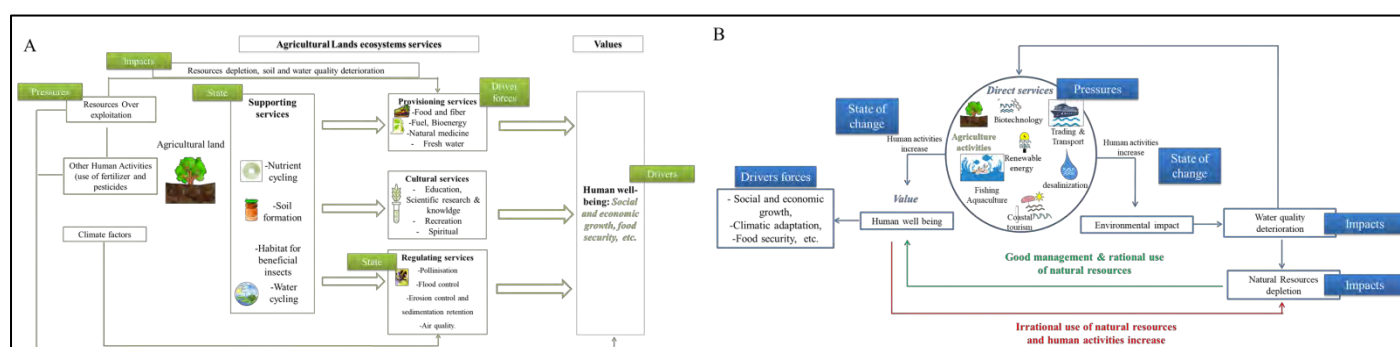 A
Agricultural Lands ecosystems services
Values
Impacts
Resources depletion, soil and water quality deterioration
Pressures
Resources Over
exploitation
Other Human Activities
(use of fertilizer and
pesticides
Climate factors
Agricultural land
State
Supporting
services
-Nutrient
cycling
-Soil
formation
-Habitat for
beneficial
insects
-Water
cycling
Driver
forces
Provisioning services
-Food and fiber
-Fuel, Bioenergy
-Natural medicine
- Fresh water
Cultural services
- Education,
Scientific research &
knowldge
- Recreation
- Spiritual
State
Regulating services
-Pollinisation
-Flood control
-Erosion control and
sedimentation retention
- Air quality.
Drivers
Human well-
being: Social
and economic
growth, food
security, etc.
B
Direct services
Pressures
Biotechnology
Trading &
Transport
Agriculture
activities
Renewable
energy
desalinization
Fishing
Aquaculture
Coastal
tourism
State of
change
Human activities
increase
Human activities
increase
State of
change
Drivers forces
- Social and economic
growth,
-Climatic adaptation,
-Food security, etc.
Value
Human well being
Environmental impact
Water quality
deterioration
Impacts
Good management & rational use
of natural resources
Natural Resources
depletion
Impacts
Irrational use of natural resources
and human activities increase